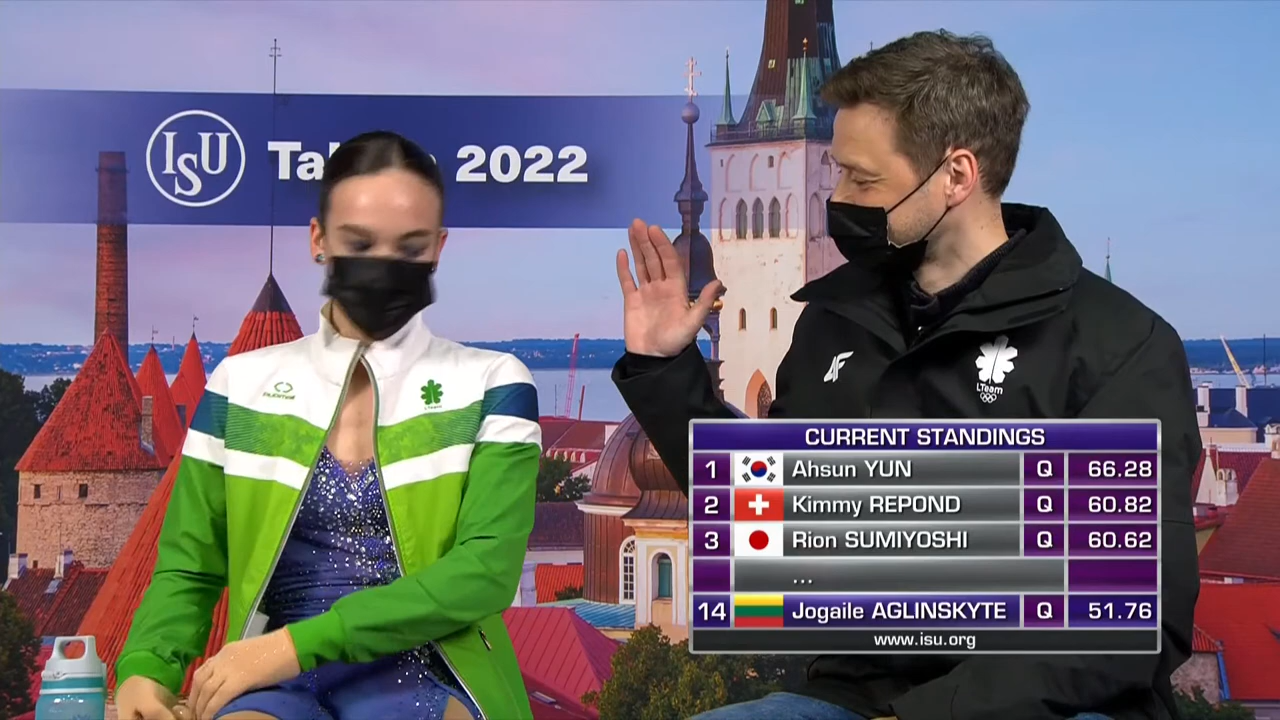 ISU
Ta 2022
LTeam
LTeam
CURRENT STANDINGS
1 Ahsun YUN Q 66.28
2 Kimmy REPOND Q 60.82
3 Rion SUMIYOSHI Q 60.62
...
14 Jogaile AGLINSKYTE Q 51.76
www.isu.org